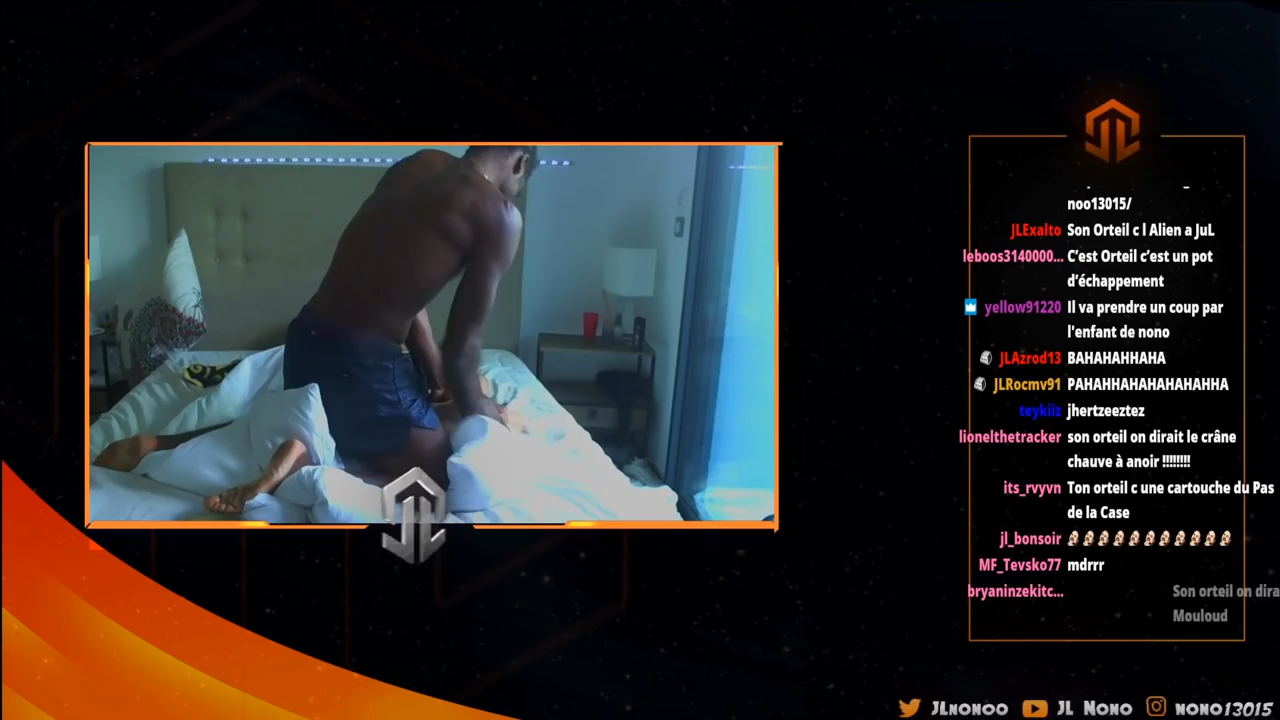 noo13015/
JLExalto Son Orteil c l Alien a JuL
leboos3140000... C'est Orteil c'est un pot
d'échappement
yellow91220 Il va prendre un coup par
l'enfant de nono
JLAzrod13 BAHAHAHHAHA
JLRocmv91 PAHAHHAHAHAHAHHA
teykiiz jhertzeeztez
lionelthetracker son orteil on dirait le crâne
chauve à anoir !!!!!!!!
its_rvyvn Ton orteil c une cartouche du Pas
de la Case
jl_bonsoir
MF_Tevsko77 mdrrr
bryaninzekitc... Son orteil on dira
Mouloud
JLnonoo JL Nono nono13015